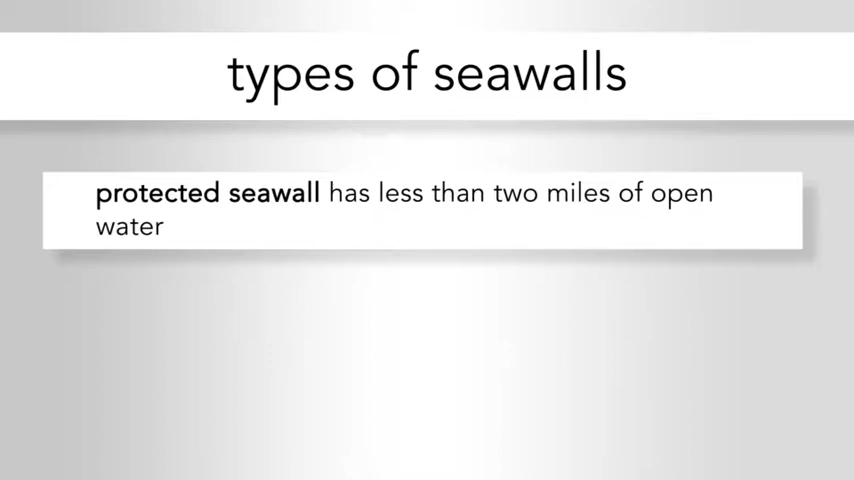 types of seawalls
protected seawall has less than two miles of open
water